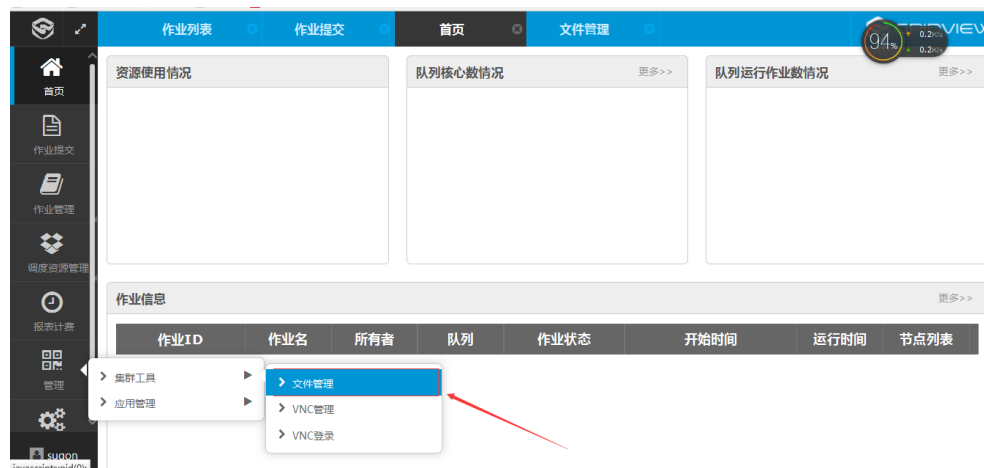 作业列表 作业提交 首页 文件管理
94% 0.2K/s
0.2K/s
首页
作业提交
作业管理
调度资源管理
报表计费
管理
sugon
资源使用情况
队列核心数情况 更多>>
队列运行作业数情况 更多>>
作业信息 更多>>
作业ID 作业名 所有者 队列 作业状态 开始时间 运行时间 节点列表
集群工具
应用管理
文件管理
VNC管理
VNC登录